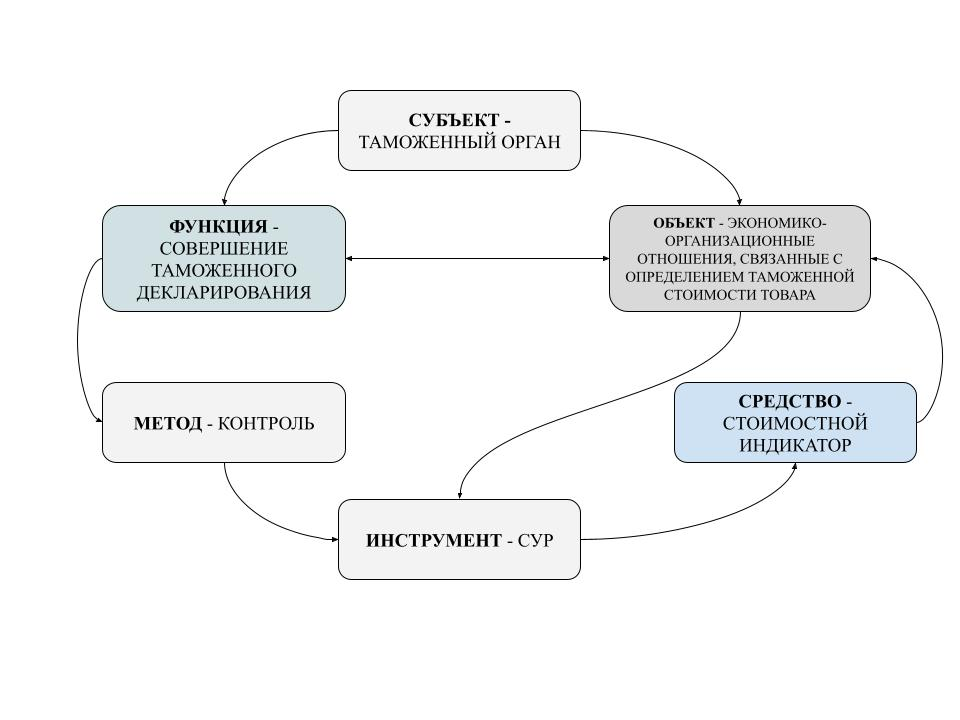 СУБЪЕКТ -
ТАМОЖЕННЫЙ ОРГАН
ФУНКЦИЯ -
СОВЕРШЕНИЕ
ТАМОЖЕННОГО
ДЕКЛАРИРОВАНИЯ
ОБЪЕКТ - ЭКОНОМИКО-
ОРГАНИЗАЦИОННЫЕ
ОТНОШЕНИЯ, СВЯЗАННЫЕ С
ОПРЕДЕЛЕНИЕМ ТАМОЖЕННОЙ
СТОИМОСТИ ТОВАРА
МЕТОД - КОНТРОЛЬ
СРЕДСТВО -
СТОИМОСТНОЙ
ИНДИКАТОР
ИНСТРУМЕНТ - СУР